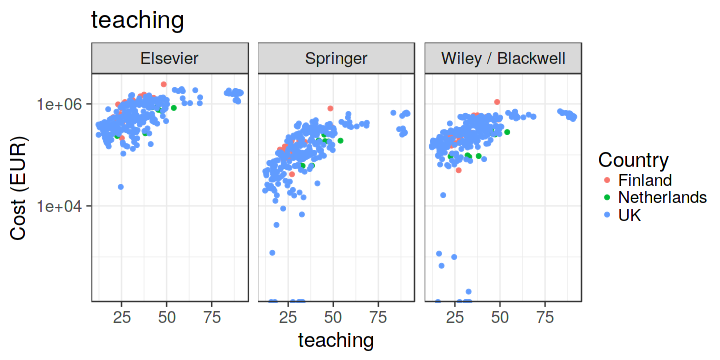 teaching
Elsevier
Springer
Wiley / Blackwell
1e+06
1e+04
Cost (EUR)
25 50 75
25 50 75
25 50 75
teaching
Country
Finland
Netherlands
UK